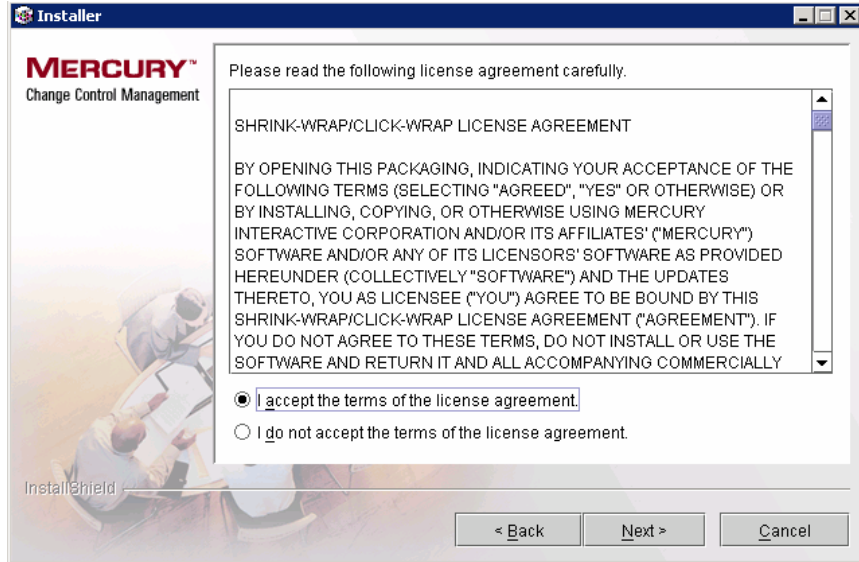 Installer
MERCURY™
Change Control Management
Please read the following license agreement carefully.
SHRINK-WRAP/CLICK-WRAP LICENSE AGREEMENT
BY OPENING THIS PACKAGING, INDICATING YOUR ACCEPTANCE OF THE
FOLLOWING TERMS (SELECTING "AGREED", "YES" OR OTHERWISE) OR
BY INSTALLING, COPYING, OR OTHERWISE USING MERCURY
INTERACTIVE CORPORATION AND/OR ITS AFFILIATES' ("MERCURY")
SOFTWARE AND/OR ANY OF ITS LICENSORS' SOFTWARE AS PROVIDED
HEREUNDER (COLLECTIVELY "SOFTWARE") AND THE UPDATES
THERETO, YOU AS LICENSEE ("YOU") AGREE TO BE BOUND BY THIS
SHRINK-WRAP/CLICK-WRAP LICENSE AGREEMENT ("AGREEMENT"). IF
YOU DO NOT AGREE TO THESE TERMS, DO NOT INSTALL OR USE THE
SOFTWARE AND RETURN IT AND ALL ACCOMPANYING COMMERCIALLY
I accept the terms of the license agreement.
I do not accept the terms of the license agreement.
InstallShield
< Back
Next >
Cancel